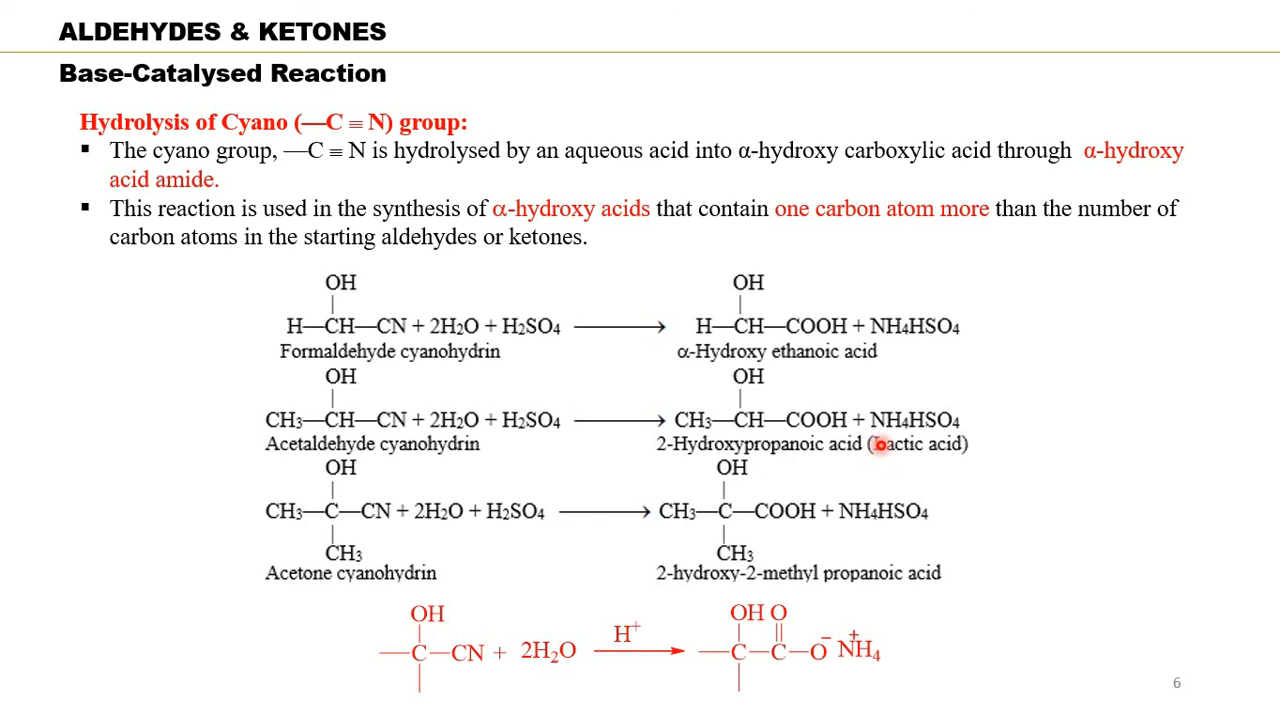 ALDEHYDES & KETONES
Base-Catalysed Reaction
Hydrolysis of Cyano (—C ≡ N) group:
▪ The cyano group, —C ≡ N is hydrolysed by an aqueous acid into α-hydroxy carboxylic acid through α-hydroxy
acid amide.
▪ This reaction is used in the synthesis of α-hydroxy acids that contain one carbon atom more than the number of
carbon atoms in the starting aldehydes or ketones.
OH OH
H—CH—CN + 2H₂O + H₂SO₄ ⟶ H—CH—COOH + NH₄HSO₄
Formaldehyde cyanohydrin α-Hydroxy ethanoic acid
OH OH
CH₃—CH—CN + 2H₂O + H₂SO₄ ⟶ CH₃—CH—COOH + NH₄HSO₄
Acetaldehyde cyanohydrin 2-Hydroxypropanoic acid (Lactic acid)
OH OH
CH₃—C—CN + 2H₂O + H₂SO₄ ⟶ CH₃—C—COOH + NH₄HSO₄
CH₃ CH₃
Acetone cyanohydrin 2-hydroxy-2-methyl propanoic acid
OH OH O
H⁺
—C—CN + 2H₂O ⟶ —C—C—O⁻ N⁺H₄
6